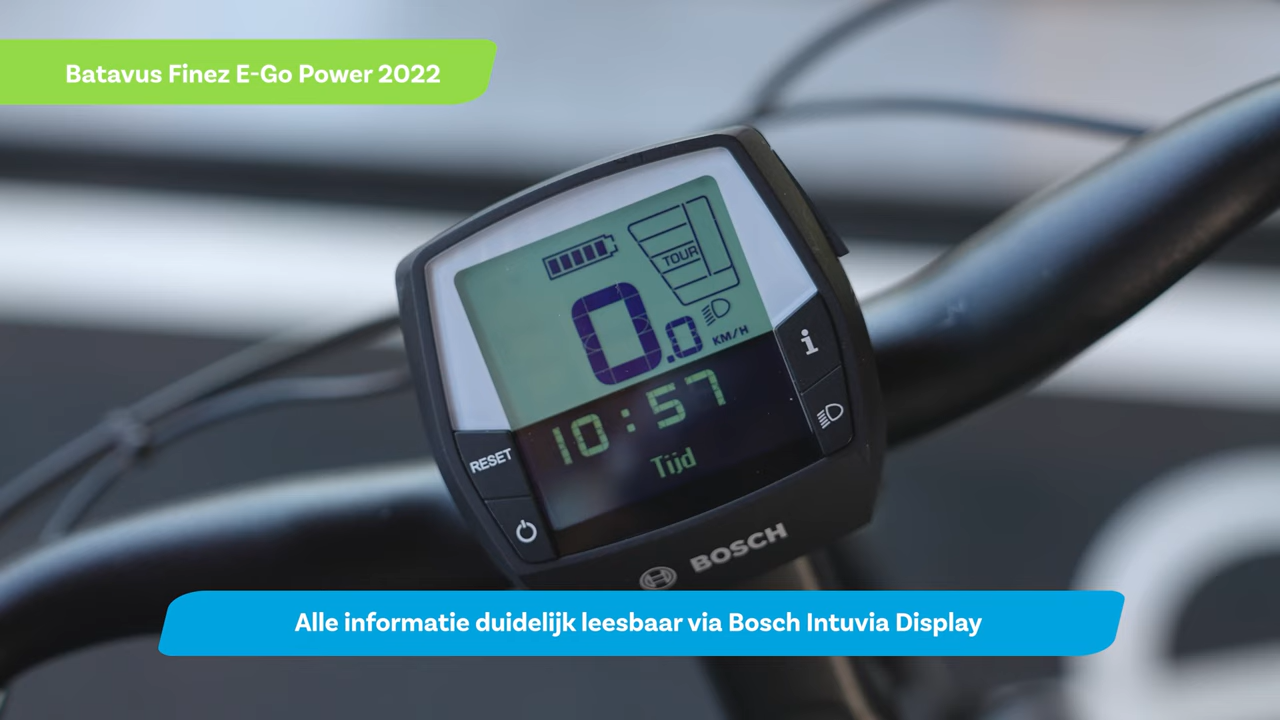 Batavus Finez E-Go Power 2022
TOUR
0.0 KM/H
i
10:57
Tijd
RESET
BOSCH
Alle informatie duidelijk leesbaar via Bosch Intuvia Display